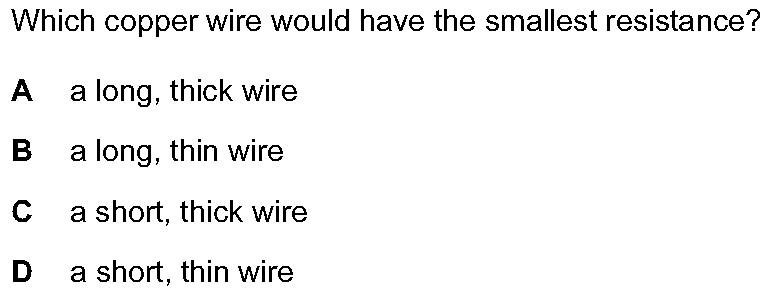 Which copper wire would have the smallest resistance?
A a long, thick wire
B a long, thin wire
C a short, thick wire
D a short, thin wire